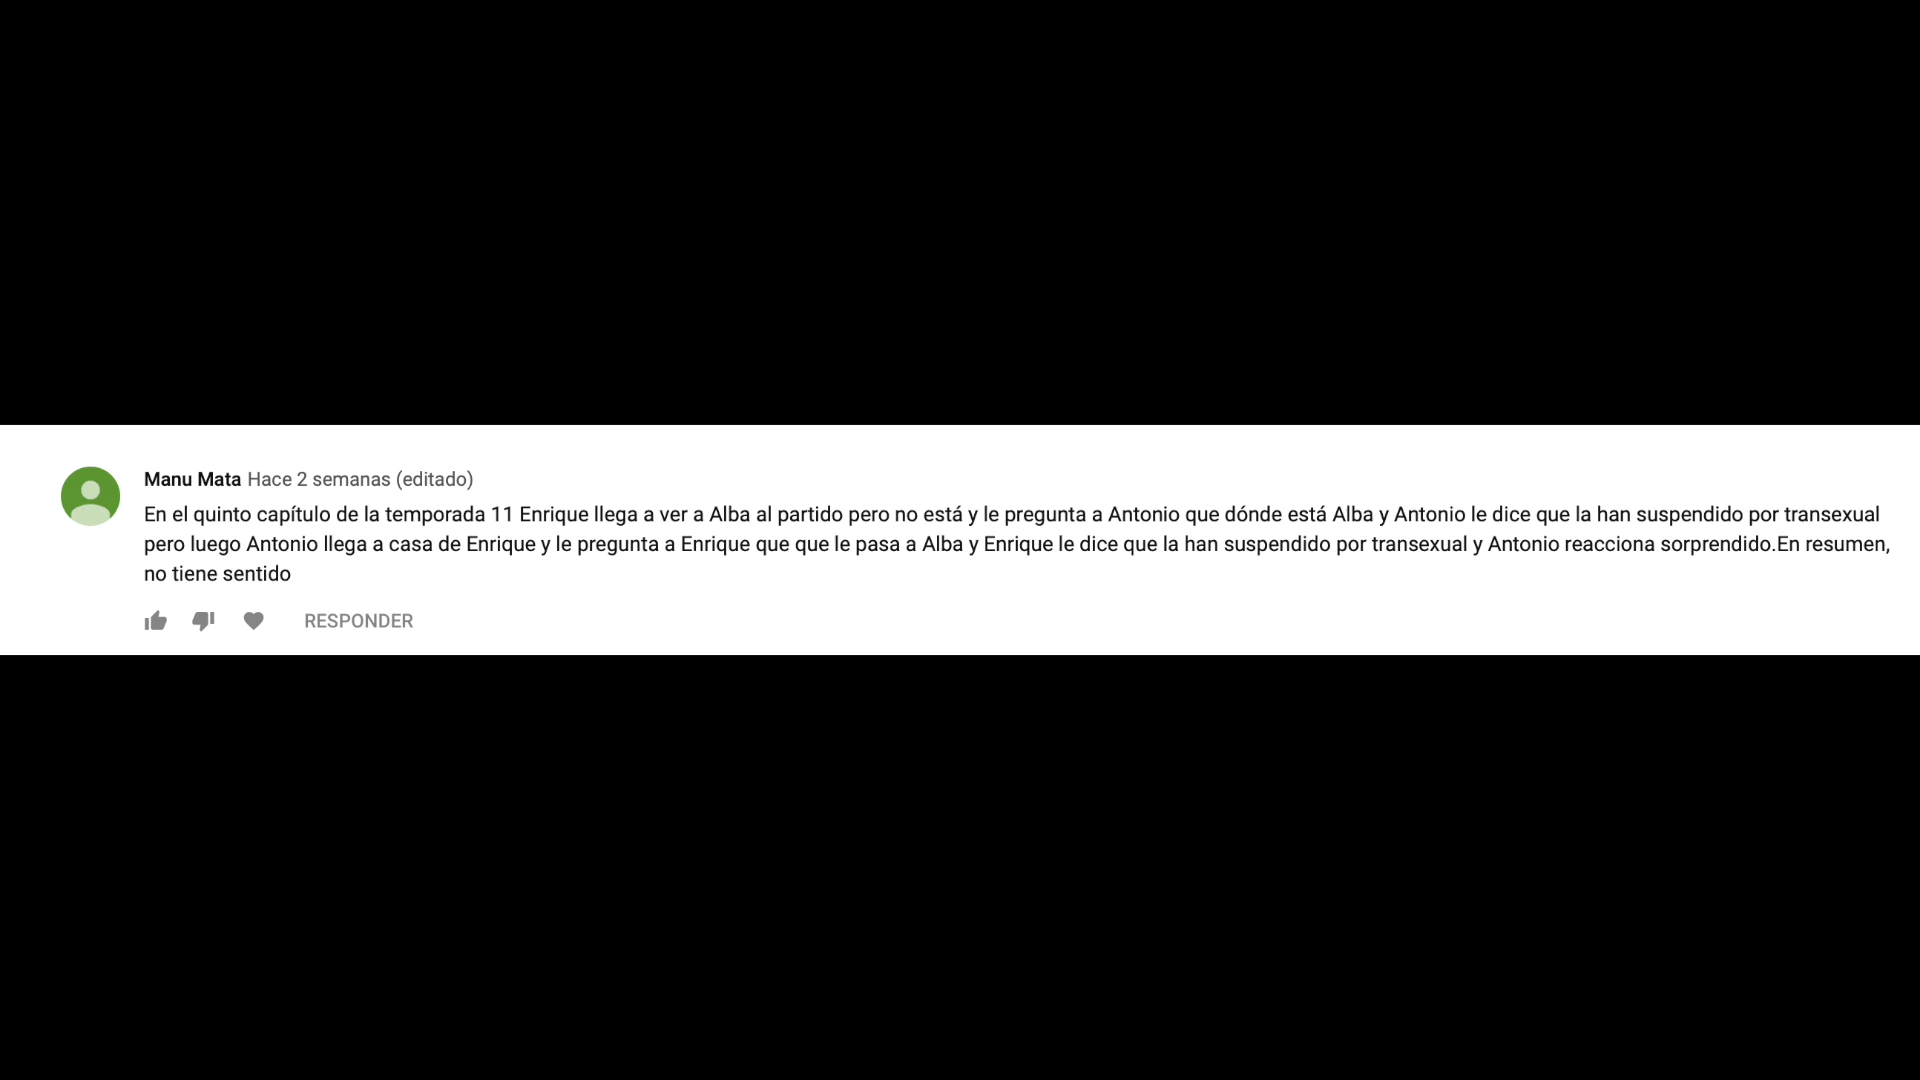 Manu Mata Hace 2 semanas (editado)
En el quinto capítulo de la temporada 11 Enrique llega a ver a Alba al partido pero no está y le pregunta a Antonio que dónde está Alba y Antonio le dice que la han suspendido por transexual
pero luego Antonio llega a casa de Enrique y le pregunta a Enrique que que le pasa a Alba y Enrique le dice que la han suspendido por transexual y Antonio reacciona sorprendido.En resumen,
no tiene sentido
RESPONDER